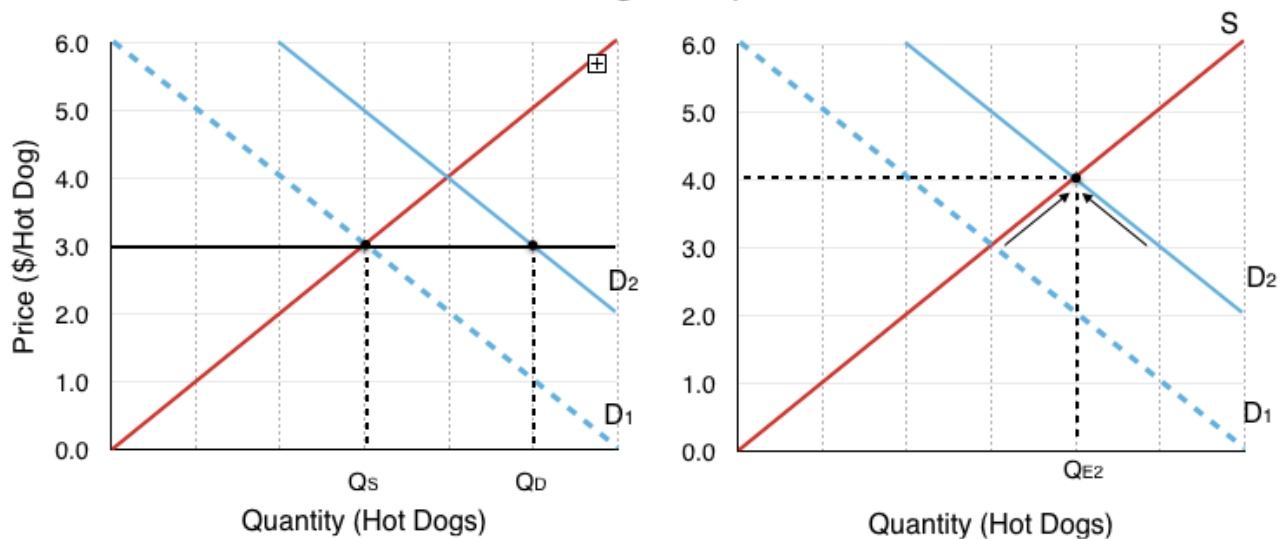 Price ($/Hot Dog)
6.0
5.0
4.0
3.0
2.0
1.0
0.0
D2
D1
QS
QD
Quantity (Hot Dogs)
S
6.0
5.0
4.0
3.0
2.0
1.0
0.0
D2
D1
QE2
Quantity (Hot Dogs)